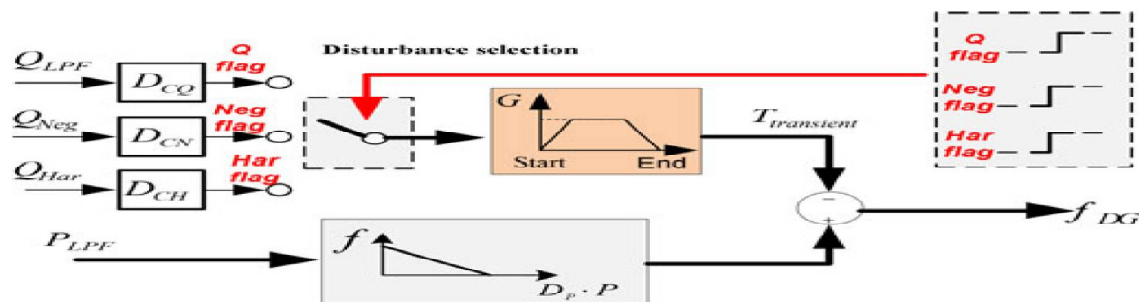 Q_LPF
D_CQ
Q
flag
Disturbance selection
Q
flag
Q_Neg
D_CN
Neg
flag
G
Start
End
T_transient
Neg
flag
Q_Har
D_CH
Har
flag
Har
flag
P_LPF
f
D_P · P
−
+
f_DG